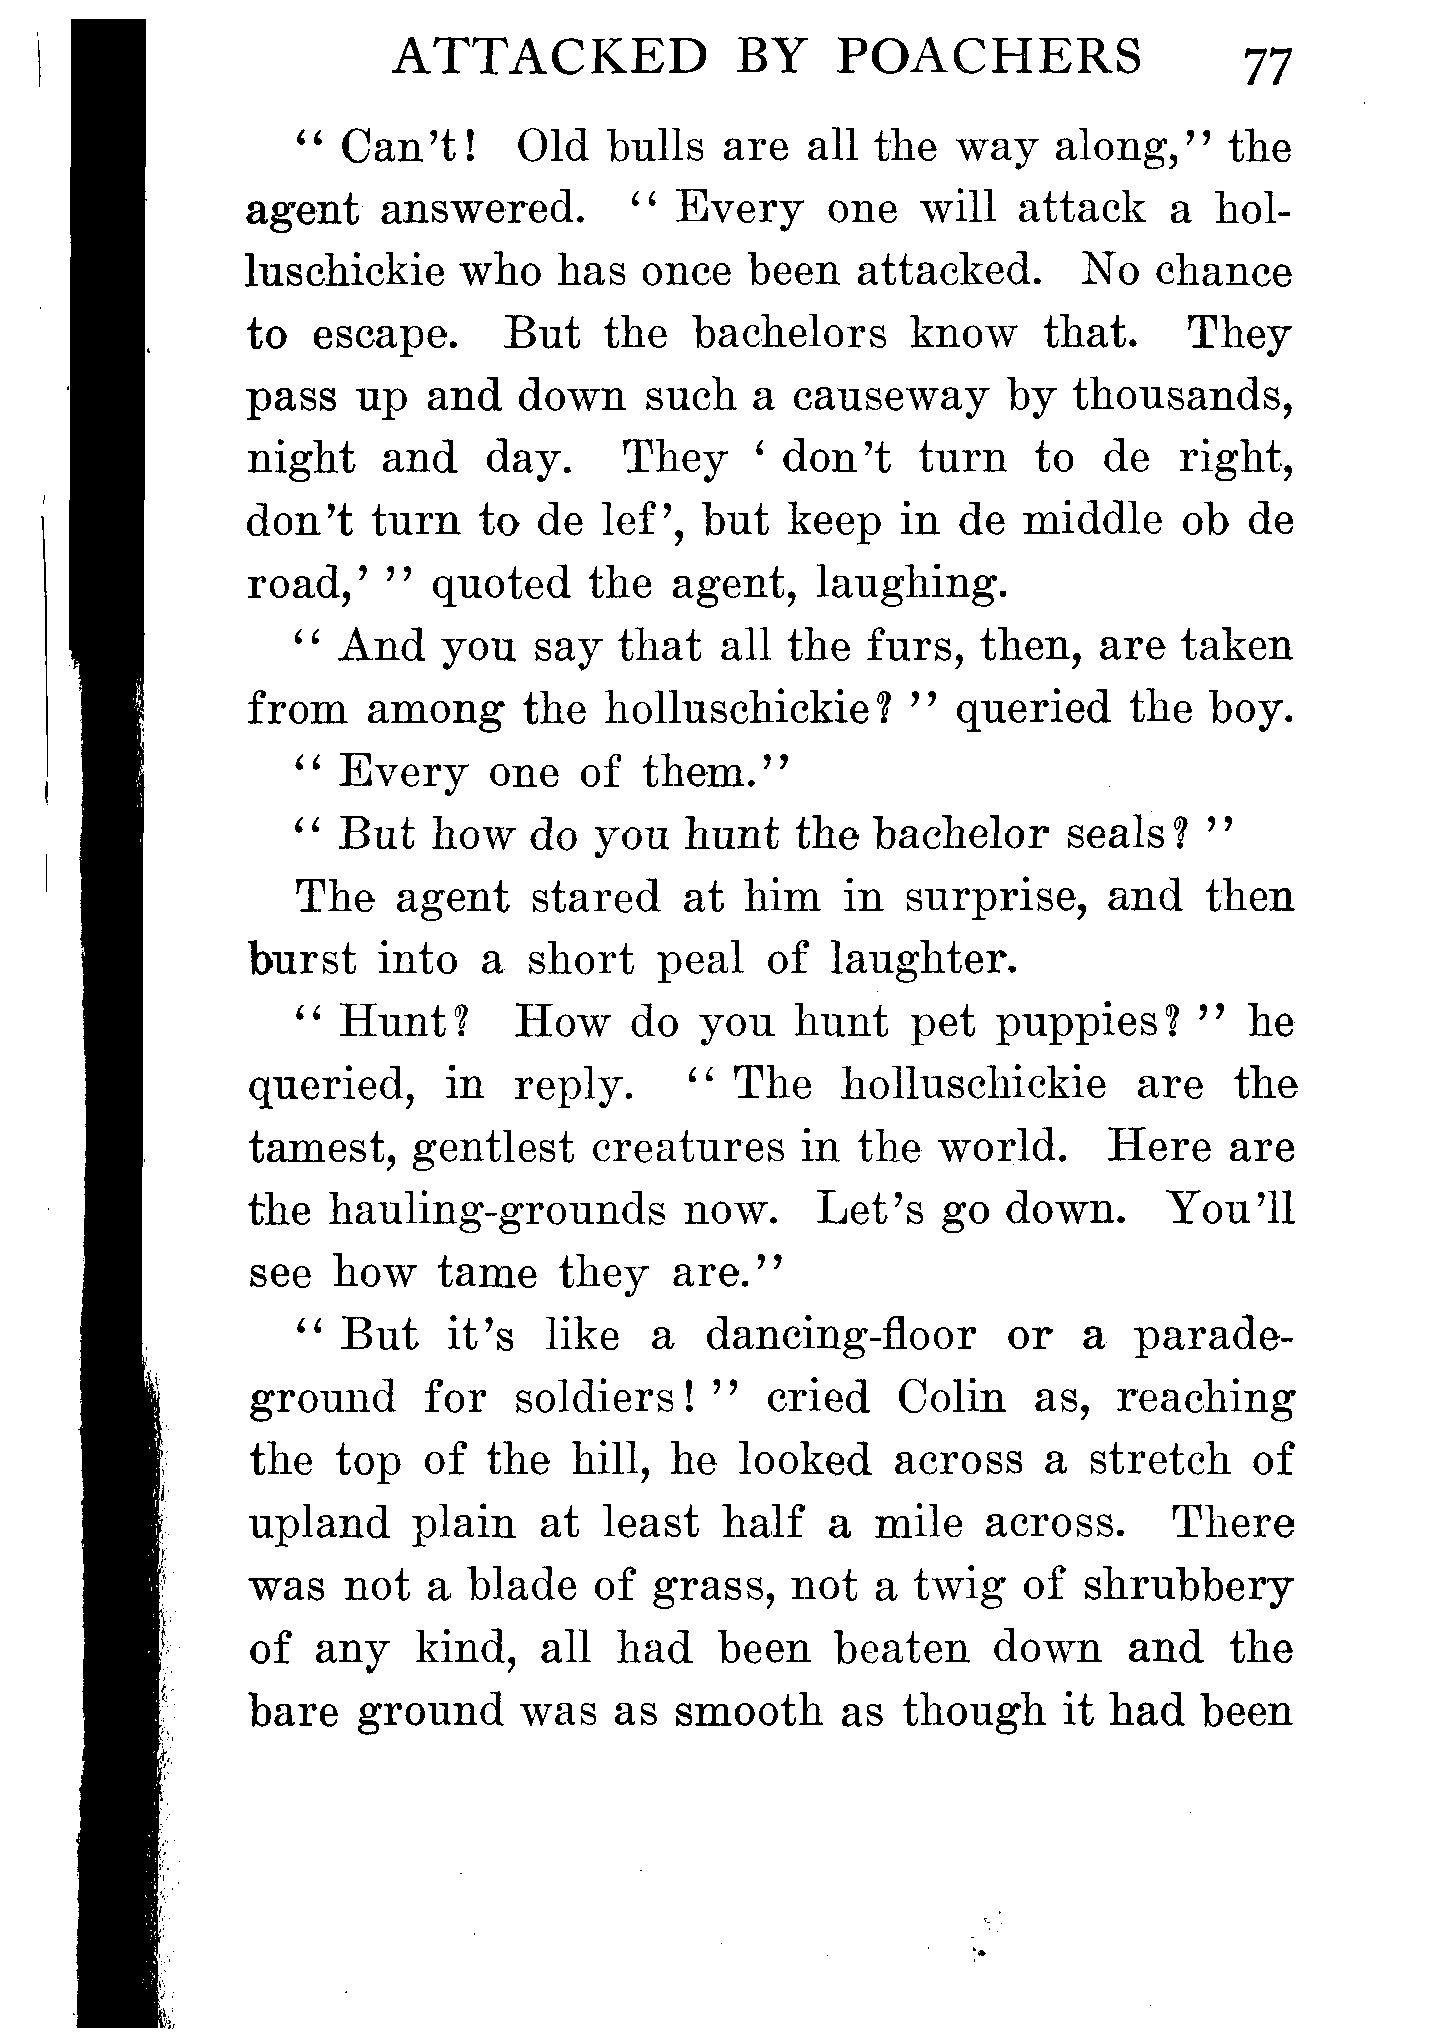 ATTACKED BY POACHERS 77
“ Can’t! Old bulls are all the way along,” the
agent answered. “ Every one will attack a hol-
luschickie who has once been attacked. No chance
to escape. But the bachelors know that. They
pass up and down such a causeway by thousands,
night and day. They ‘ don’t turn to de right,
don’t turn to de lef’, but keep in de middle ob de
road,’ ” quoted the agent, laughing.
“ And you say that all the furs, then, are taken
from among the holluschickie? ” queried the boy.
“ Every one of them.”
“ But how do you hunt the bachelor seals? ”
The agent stared at him in surprise, and then
burst into a short peal of laughter.
“ Hunt? How do you hunt pet puppies? ” he
queried, in reply. “ The holluschickie are the
tamest, gentlest creatures in the world. Here are
the hauling-grounds now. Let’s go down. You’ll
see how tame they are.”
“ But it’s like a dancing-floor or a parade-
ground for soldiers! ” cried Colin as, reaching
the top of the hill, he looked across a stretch of
upland plain at least half a mile across. There
was not a blade of grass, not a twig of shrubbery
of any kind, all had been beaten down and the
bare ground was as smooth as though it had been